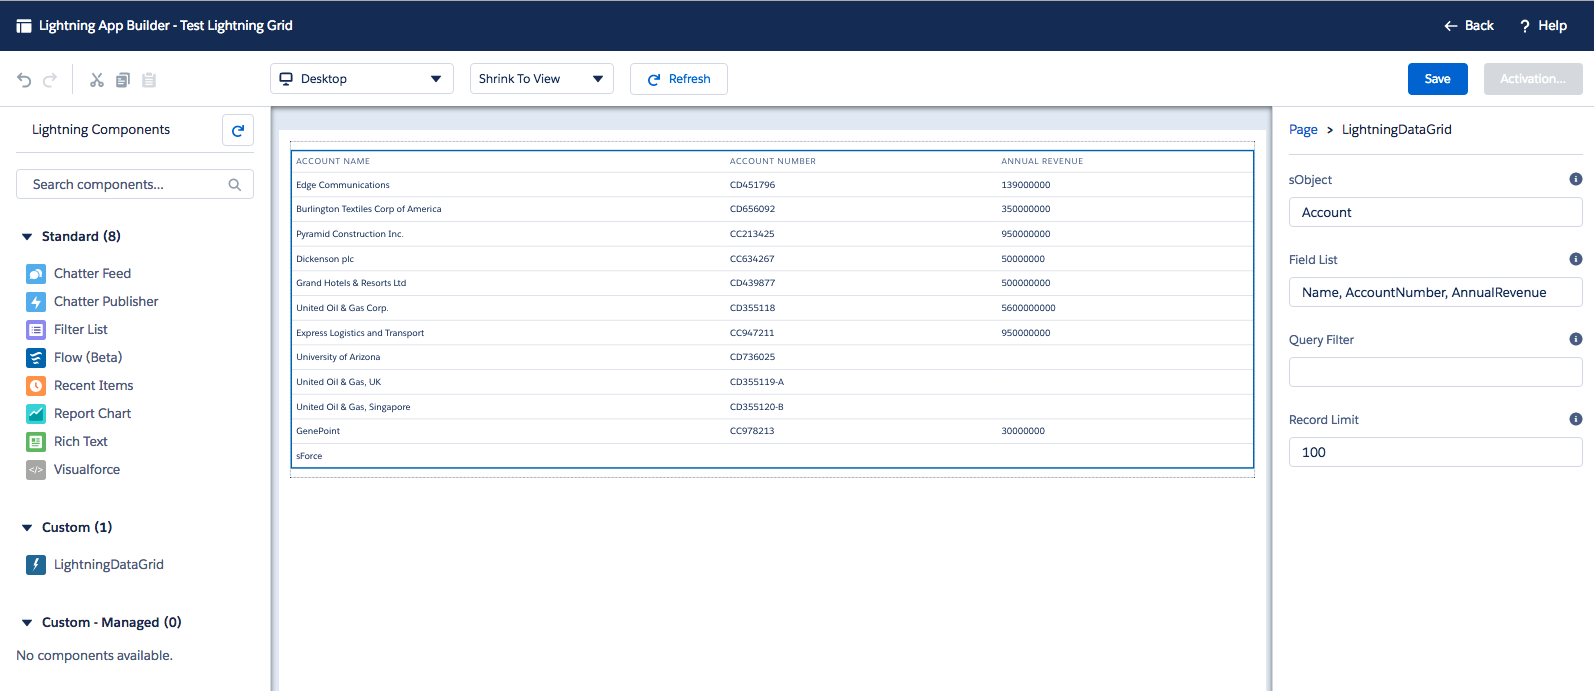 Lightning App Builder - Test Lightning Grid
Back
? Help
Desktop
Shrink To View
Refresh
Save
Activation...
Lightning Components
Search components...
Standard (8)
Chatter Feed
Chatter Publisher
Filter List
Flow (Beta)
Recent Items
Report Chart
Rich Text
</> Visualforce
Custom (1)
LightningDataGrid
Custom - Managed (0)
No components available.
ACCOUNT NAME ACCOUNT NUMBER ANNUAL REVENUE
Edge Communications CD451796 139000000
Burlington Textiles Corp of America CD656092 350000000
Pyramid Construction Inc. CC213425 950000000
Dickenson plc CC634267 50000000
Grand Hotels & Resorts Ltd CD439877 500000000
United Oil & Gas Corp. CD355118 5600000000
Express Logistics and Transport CC947211 950000000
University of Arizona CD736025
United Oil & Gas, UK CD355119-A
United Oil & Gas, Singapore CD355120-B
GenePoint CC978213 30000000
sForce
Page > LightningDataGrid
sObject
Account
Field List
Name, AccountNumber, AnnualRevenue
Query Filter
Record Limit
100